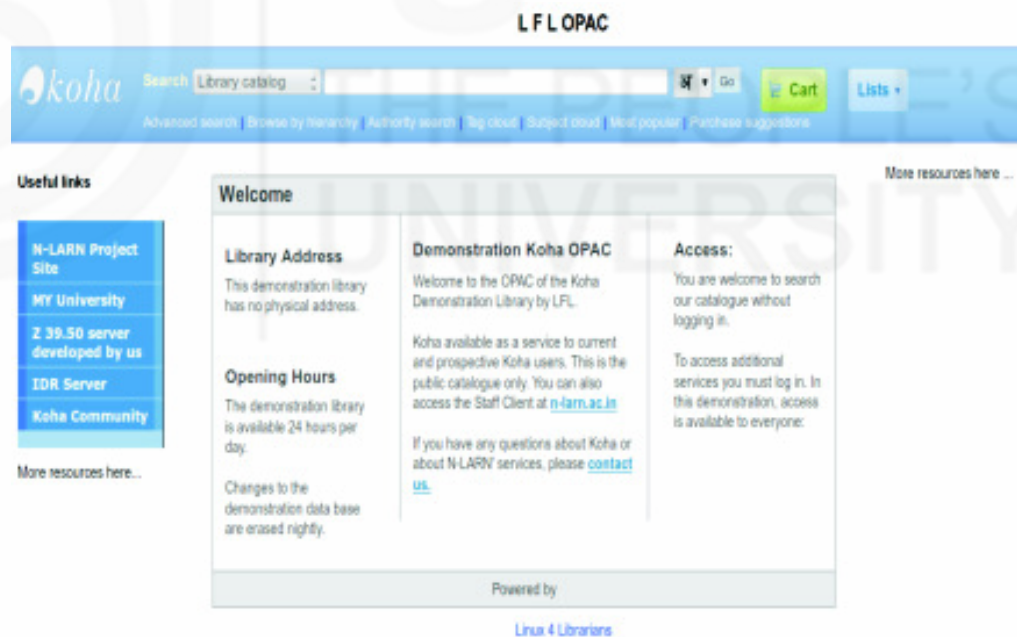 L F L OPAC
koha
Search Library catalog अ Go Cart Lists
Advanced search | Browse by hierarchy | Authority search | Tag cloud | Subject cloud | Most popular | Purchase suggestions
THE PEOPLE'S
UNIVERSITY
Useful links
N-LARN Project
Site
MY University
Z 39.50 server
developed by us
IDR Server
Koha Community
More resources here...
Welcome
Library Address
This demonstration library
has no physical address.
Opening Hours
The demonstration library
is available 24 hours per
day.
Changes to the
demonstration data base
are erased nightly.
Demonstration Koha OPAC
Welcome to the OPAC of the Koha
Demonstration Library by LFL.
Koha available as a service to current
and prospective Koha users. This is the
public catalogue only. You can also
access the Staff Client at n-larn.ac.in
If you have any questions about Koha or
about N-LARN' services, please contact
us.
Access:
You are welcome to search
our catalogue without
logging in.
To access additional
services you must log in. In
this demonstration, access
is available to everyone:
More resources here ...
Powered by
Linux 4 Librarians